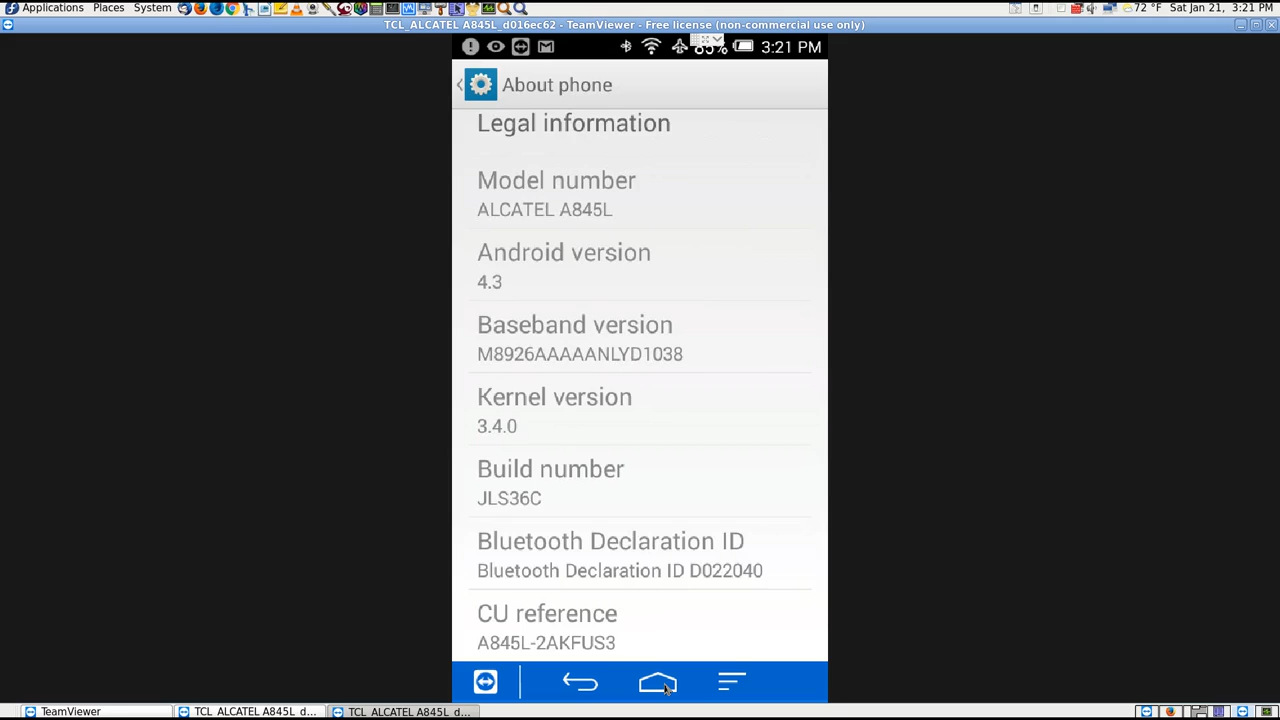 Applications Places System 72 °F Sat Jan 21, 3:21 PM
TCL_ALCATEL A845L_d016ec62 - TeamViewer - Free license (non-commercial use only)
85% 3:21 PM
About phone
Legal information
Model number
ALCATEL A845L
Android version
4.3
Baseband version
M8926AAAAANLYD1038
Kernel version
3.4.0
Build number
JLS36C
Bluetooth Declaration ID
Bluetooth Declaration ID D022040
CU reference
A845L-2AKFUS3
TeamViewer TCL_ALCATEL A845L_d... TCL_ALCATEL A845L_d...